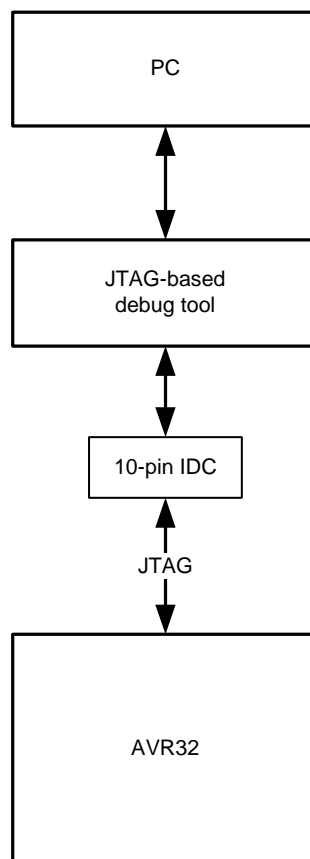 PC
JTAG-based
debug tool
10-pin IDC
JTAG
AVR32